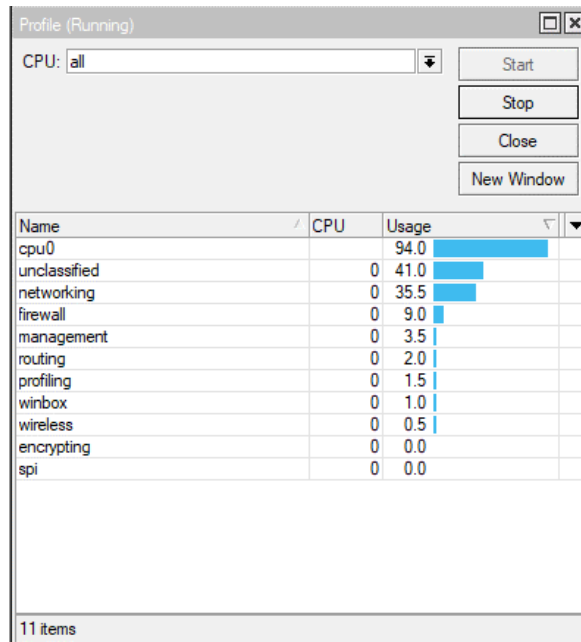 Profile (Running)
CPU: all
Start
Stop
Close
New Window
Name CPU Usage
cpu0 94.0
unclassified 0 41.0
networking 0 35.5
firewall 0 9.0
management 0 3.5
routing 0 2.0
profiling 0 1.5
winbox 0 1.0
wireless 0 0.5
encrypting 0 0.0
spi 0 0.0
11 items